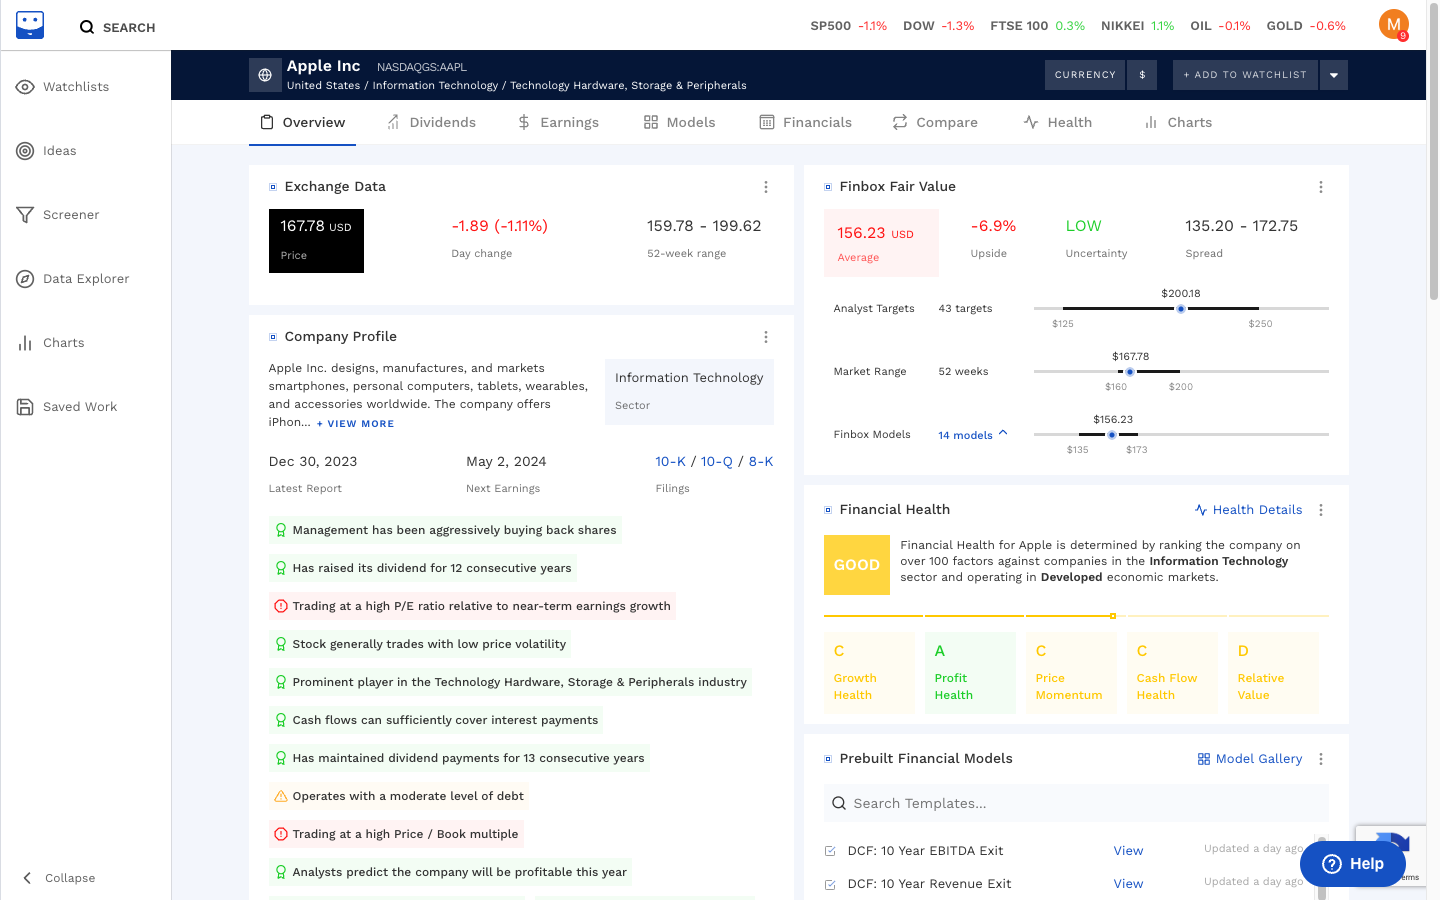 SEARCH
SP500 -1.1% DOW -1.3% FTSE 100 0.3% NIKKEI 1.1% OIL -0.1% GOLD -0.6%
M
9
Watchlists
Ideas
Screener
Data Explorer
Charts
Saved Work
Collapse
Apple Inc NASDAQGS:AAPL
United States / Information Technology / Technology Hardware, Storage & Peripherals
CURRENCY $
+ ADD TO WATCHLIST
Overview Dividends Earnings Models Financials Compare Health Charts
Exchange Data
167.78 USD
Price
-1.89 (-1.11%)
Day change
159.78 - 199.62
52-week range
Company Profile
Apple Inc. designs, manufactures, and markets
smartphones, personal computers, tablets, wearables,
and accessories worldwide. The company offers
iPhon... + VIEW MORE
Information Technology
Sector
Dec 30, 2023
Latest Report
May 2, 2024
Next Earnings
10-K / 10-Q / 8-K
Filings
Management has been aggressively buying back shares
Has raised its dividend for 12 consecutive years
Trading at a high P/E ratio relative to near-term earnings growth
Stock generally trades with low price volatility
Prominent player in the Technology Hardware, Storage & Peripherals industry
Cash flows can sufficiently cover interest payments
Has maintained dividend payments for 13 consecutive years
Operates with a moderate level of debt
Trading at a high Price / Book multiple
Analysts predict the company will be profitable this year
Finbox Fair Value
156.23 USD
Average
-6.9%
Upside
LOW
Uncertainty
135.20 - 172.75
Spread
Analyst Targets 43 targets
$200.18
$125 $250
Market Range 52 weeks
$167.78
$160 $200
Finbox Models 14 models
$156.23
$135 $173
Financial Health
Health Details
GOOD
Financial Health for Apple is determined by ranking the company on
over 100 factors against companies in the Information Technology
sector and operating in Developed economic markets.
C
Growth
Health
A
Profit
Health
C
Price
Momentum
C
Cash Flow
Health
D
Relative
Value
Prebuilt Financial Models
Model Gallery
Search Templates...
DCF: 10 Year EBITDA Exit View Updated a day ago
DCF: 10 Year Revenue Exit View Updated a day ago
Help